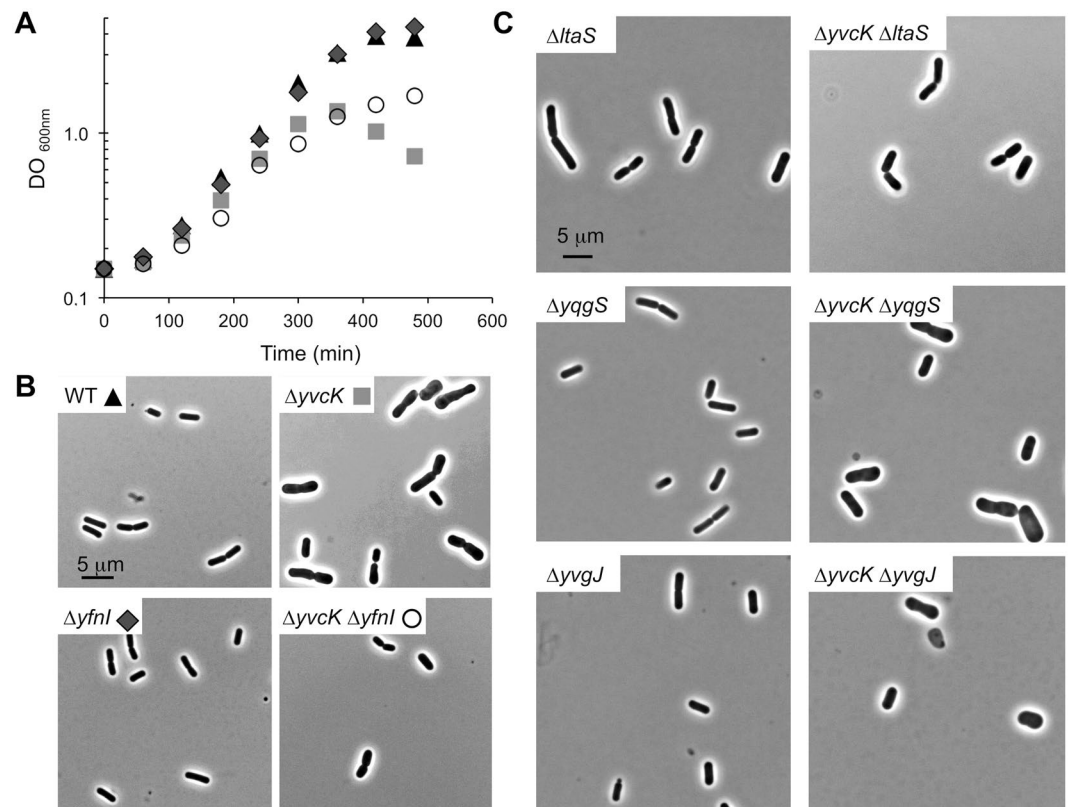 A
DO 600nm
1.0
0.1
0
100
200
300
400
500
600
Time (min)
B
WT ▲
ΔyvcK ■
5 μm
ΔyfnI ◆
ΔyvcK ΔyfnI ○
C
ΔltaS
ΔyvcK ΔltaS
5 μm
ΔyqgS
ΔyvcK ΔyqgS
ΔyvgJ
ΔyvcK ΔyvgJ